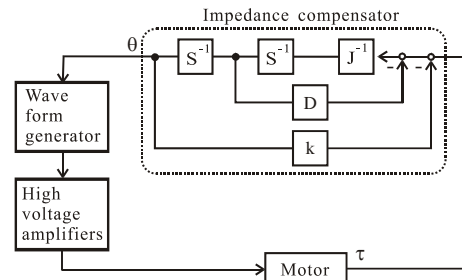 Impedance compensator
θ
S⁻¹
S⁻¹
J⁻¹
-
-
D
k
Wave
form
generator
High
voltage
amplifiers
Motor
τ